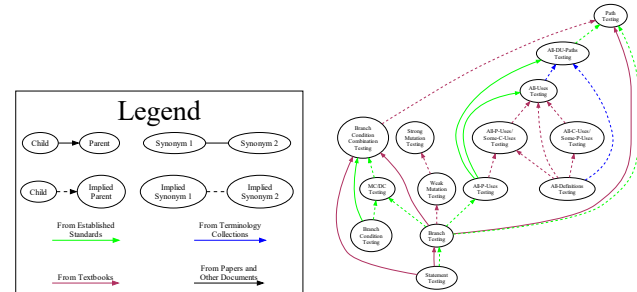 Legend
Child
Parent
Synonym 1
Synonym 2
Child
Implied
Parent
Implied
Synonym 1
Implied
Synonym 2
From Established
Standards
From Terminology
Collections
From Textbooks
From Papers and
Other Documents
Path
Testing
All-DU-Paths
Testing
All-Uses
Testing
Branch
Condition
Combination
Testing
Strong
Mutation
Testing
All-P-Uses/
Some-C-Uses
Testing
All-C-Uses/
Some-P-Uses
Testing
MC/DC
Testing
Weak
Mutation
Testing
All-P-Uses
Testing
All-Definitions
Testing
Branch
Condition
Testing
Branch
Testing
Statement
Testing